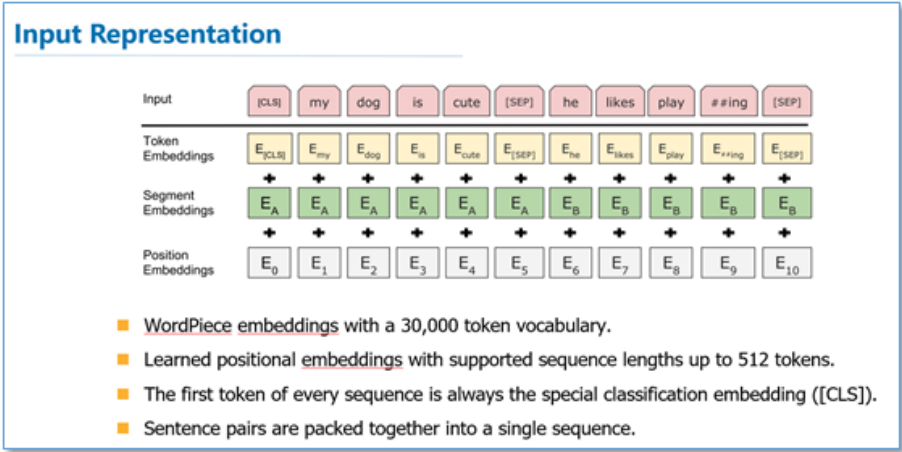 Input Representation
Input [CLS] my dog is cute [SEP] he likes play ##ing [SEP]
Token
Embeddings
E[CLS] Emy Edog Eis Ecute E[SEP] Ehe Elikes Eplay E##ing E[SEP]
+ + + + + + + + + + +
Segment
Embeddings
EA EA EA EA EA EA EB EB EB EB EB
+ + + + + + + + + + +
Position
Embeddings
E0 E1 E2 E3 E4 E5 E6 E7 E8 E9 E10
WordPiece embeddings with a 30,000 token vocabulary.
Learned positional embeddings with supported sequence lengths up to 512 tokens.
The first token of every sequence is always the special classification embedding ([CLS]).
Sentence pairs are packed together into a single sequence.